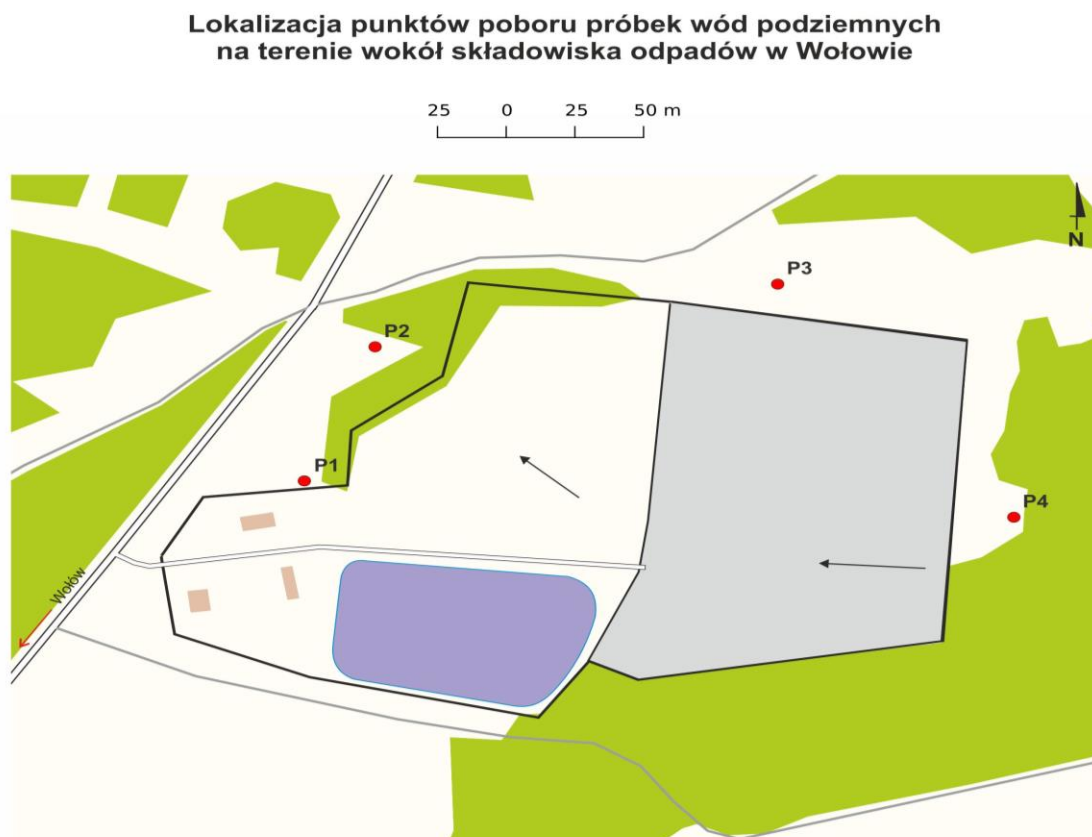 Lokalizacja punktów poboru próbek wód podziemnych
na terenie wokół składowiska odpadów w Wołowie
25 0 25 50 m
N
P3
P2
P1
P4
Wołów